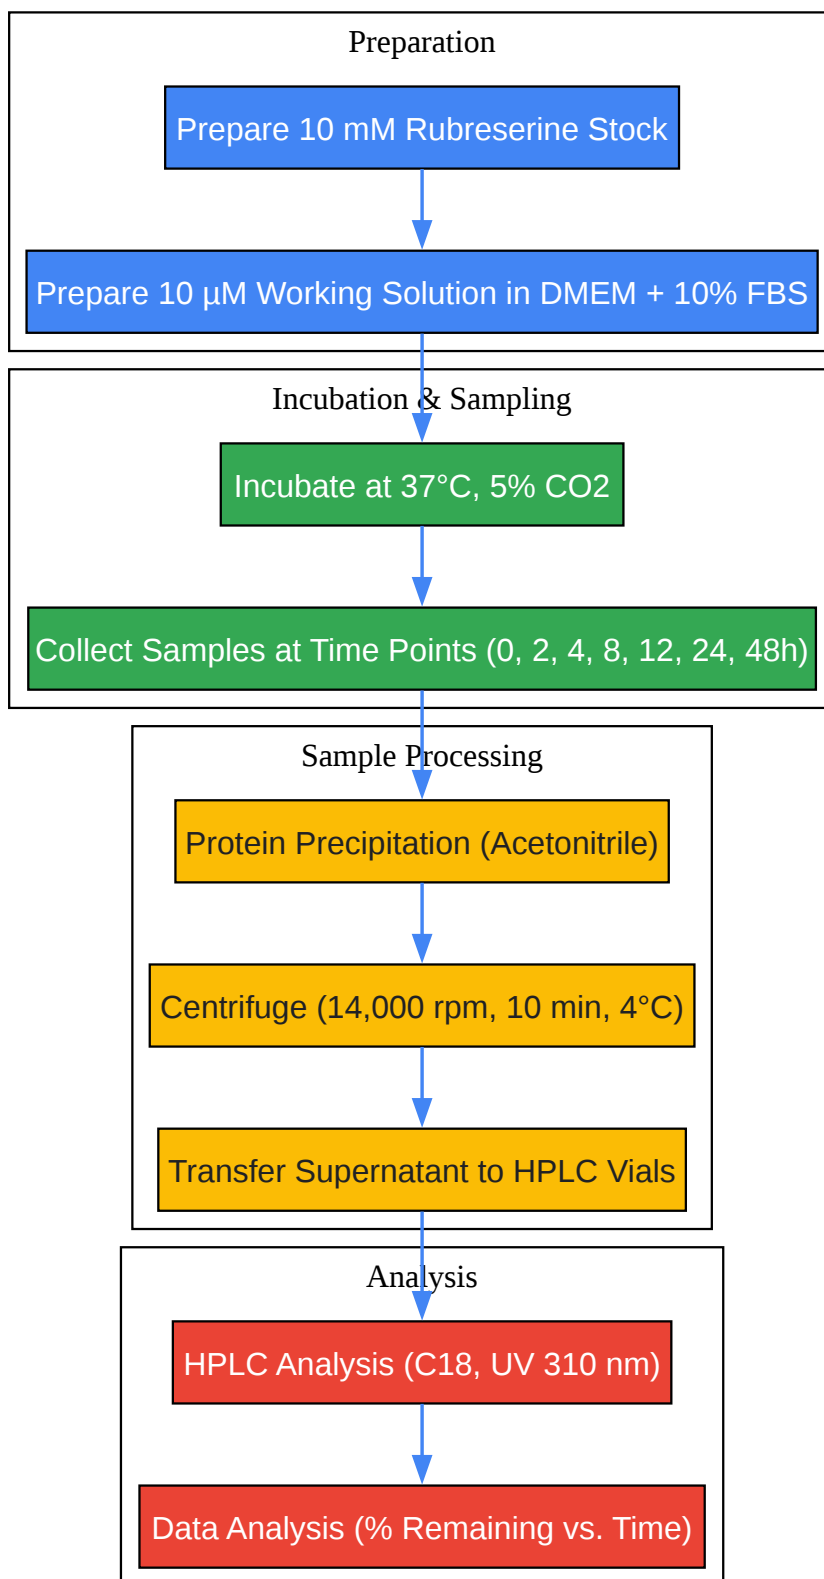 Preparation
Prepare 10 mM Rubreserine Stock
Prepare 10 µM Working Solution in DMEM + 10% FBS
Incubation & Sampling
Incubate at 37°C, 5% CO2
Collect Samples at Time Points (0, 2, 4, 8, 12, 24, 48h)
Sample Processing
Protein Precipitation (Acetonitrile)
Centrifuge (14,000 rpm, 10 min, 4°C)
Transfer Supernatant to HPLC Vials
Analysis
HPLC Analysis (C18, UV 310 nm)
Data Analysis (% Remaining vs. Time)